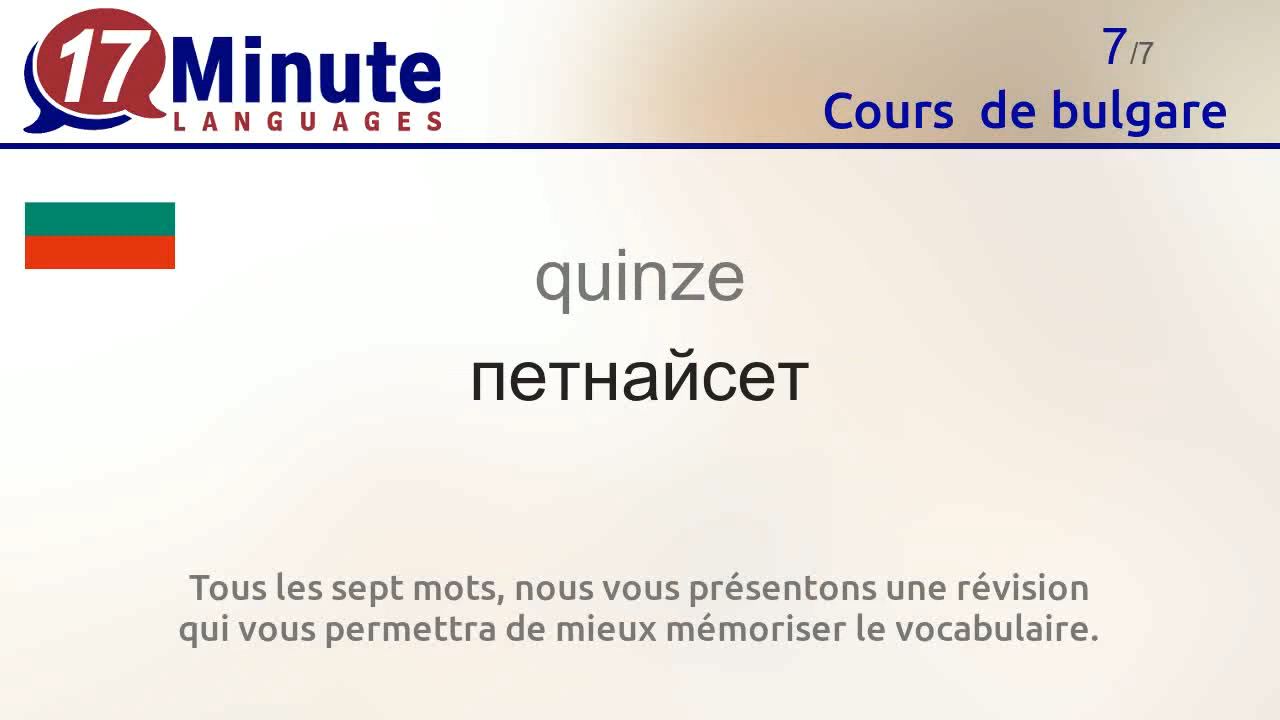 17 Minute
LANGUAGES
7/7
Cours de bulgare
quinze
петнайсет
Tous les sept mots, nous vous présentons une révision
qui vous permettra de mieux mémoriser le vocabulaire.